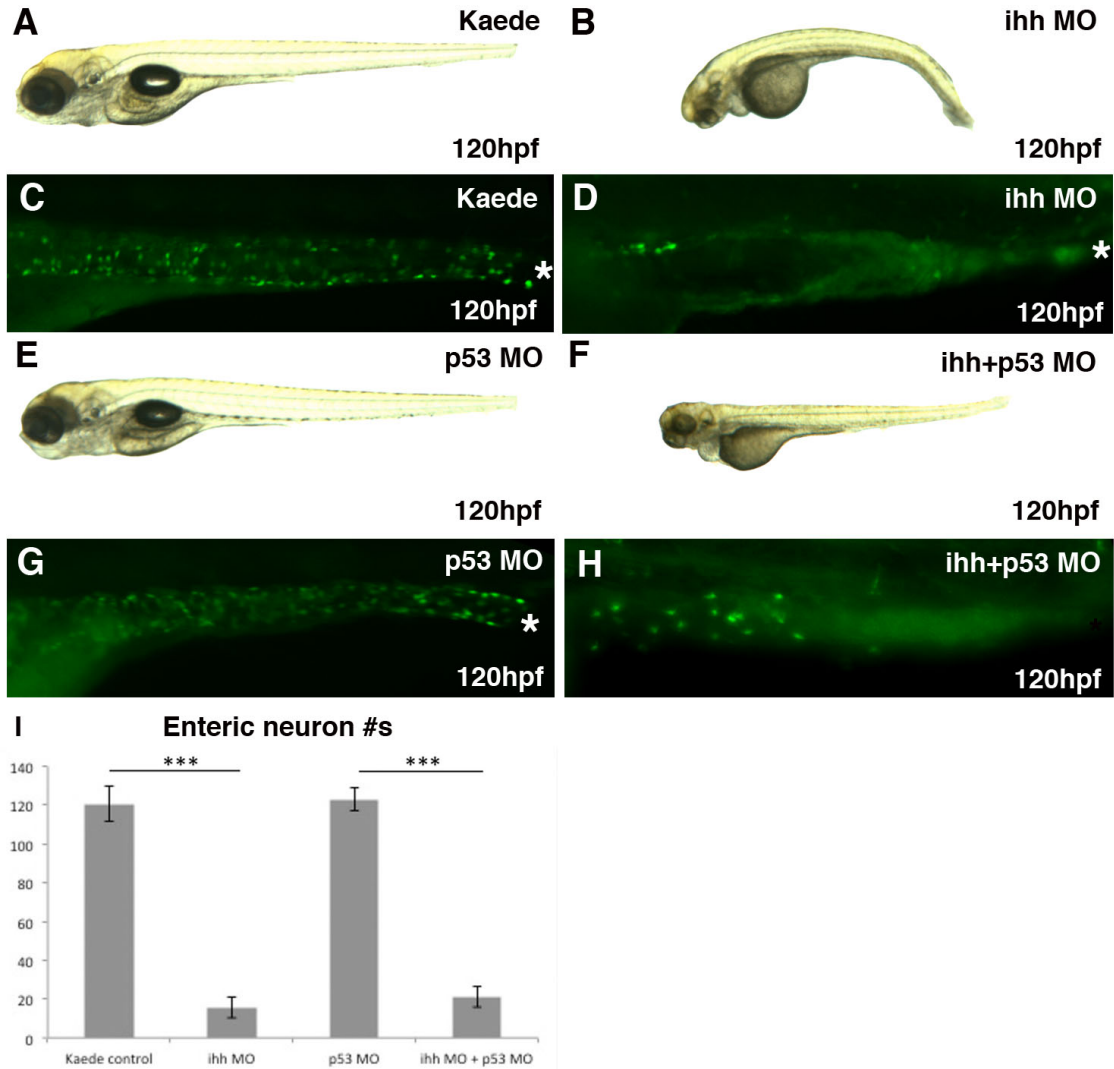 A Kaede
120hpf
B ihh MO
120hpf
C Kaede
*
120hpf
D ihh MO
*
120hpf
E p53 MO
120hpf
F ihh+p53 MO
120hpf
G p53 MO
*
120hpf
H ihh+p53 MO
*
120hpf
I Enteric neuron #s
140
120
100
80
60
40
20
0
*** ***
Kaede control ihh MO p53 MO ihh MO + p53 MO